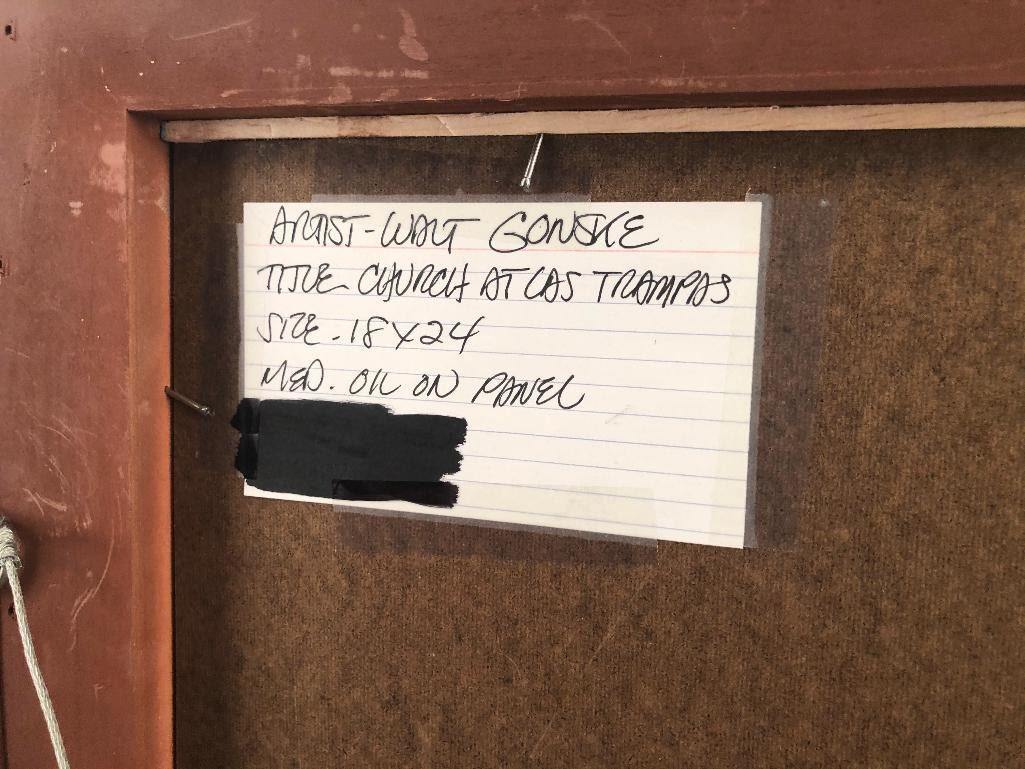 ARTIST-WALT GONSKE
TITLE CHURCH AT LAS TRAMPAS
SIZE-18X24
MED. OIL ON PANEL